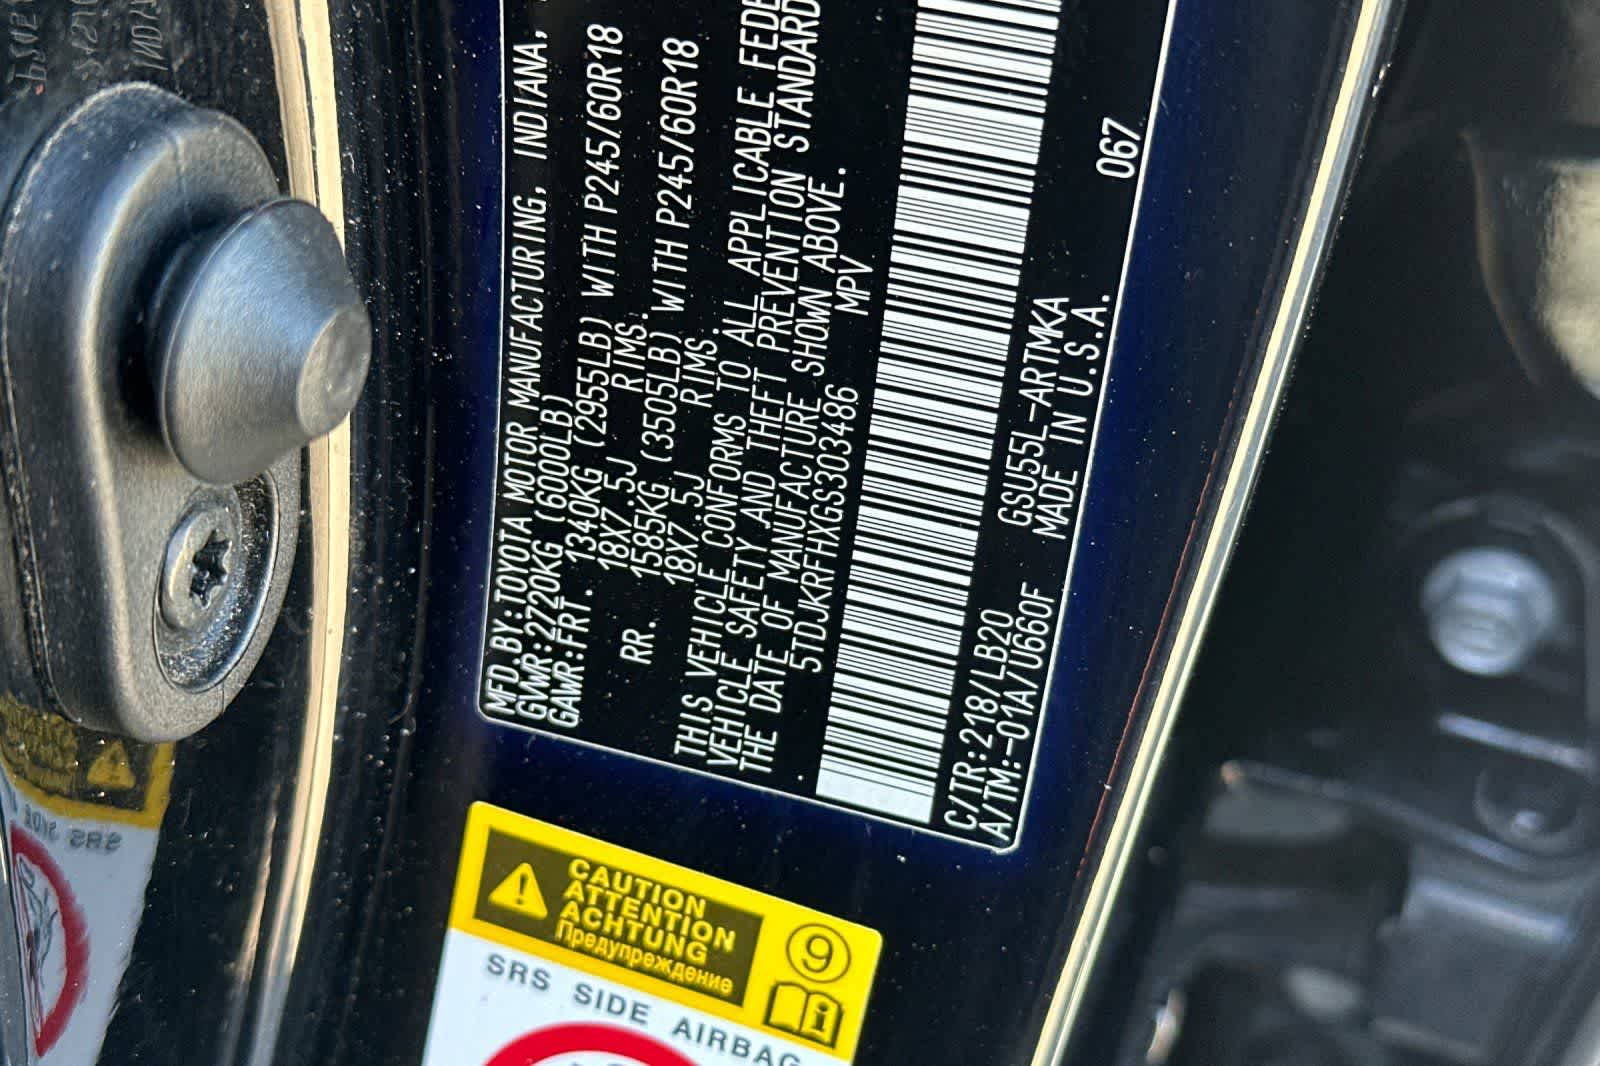 MFD.BY:TOYOTA MOTOR MANUFACTURING, INDIANA,
GVWR:2720KG (6000LB)
GAWR:FRT. 1340KG (2955LB) WITH P245/60R18
18X7.5J RIMS.
RR. 1585KG (3505LB) WITH P245/60R18
18X7.5J RIMS.
THIS VEHICLE CONFORMS TO ALL APPLICABLE
VEHICLE SAFETY AND THEFT PREVENTION STANDARD
THE DATE OF MANUFACTURE SHOWN ABOVE.
5TDJKRFHXGS303486 MPV
067
C/TR:218/LB20 GSU55L-ARTMKA
A/TM:-01A/U660F MADE IN U.S.A.
CAUTION
ATTENTION
ACHTUNG
Предупреждение
9
i
SRS SIDE AIRBAG